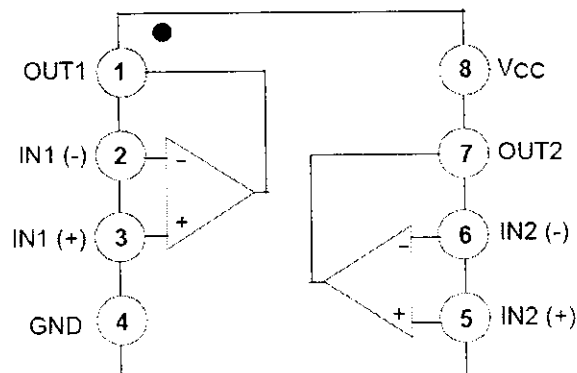 OUT1 1
8 Vcc
IN1 (-) 2 -
7 OUT2
IN1 (+) 3 +
- 6 IN2 (-)
GND 4
+ 5 IN2 (+)